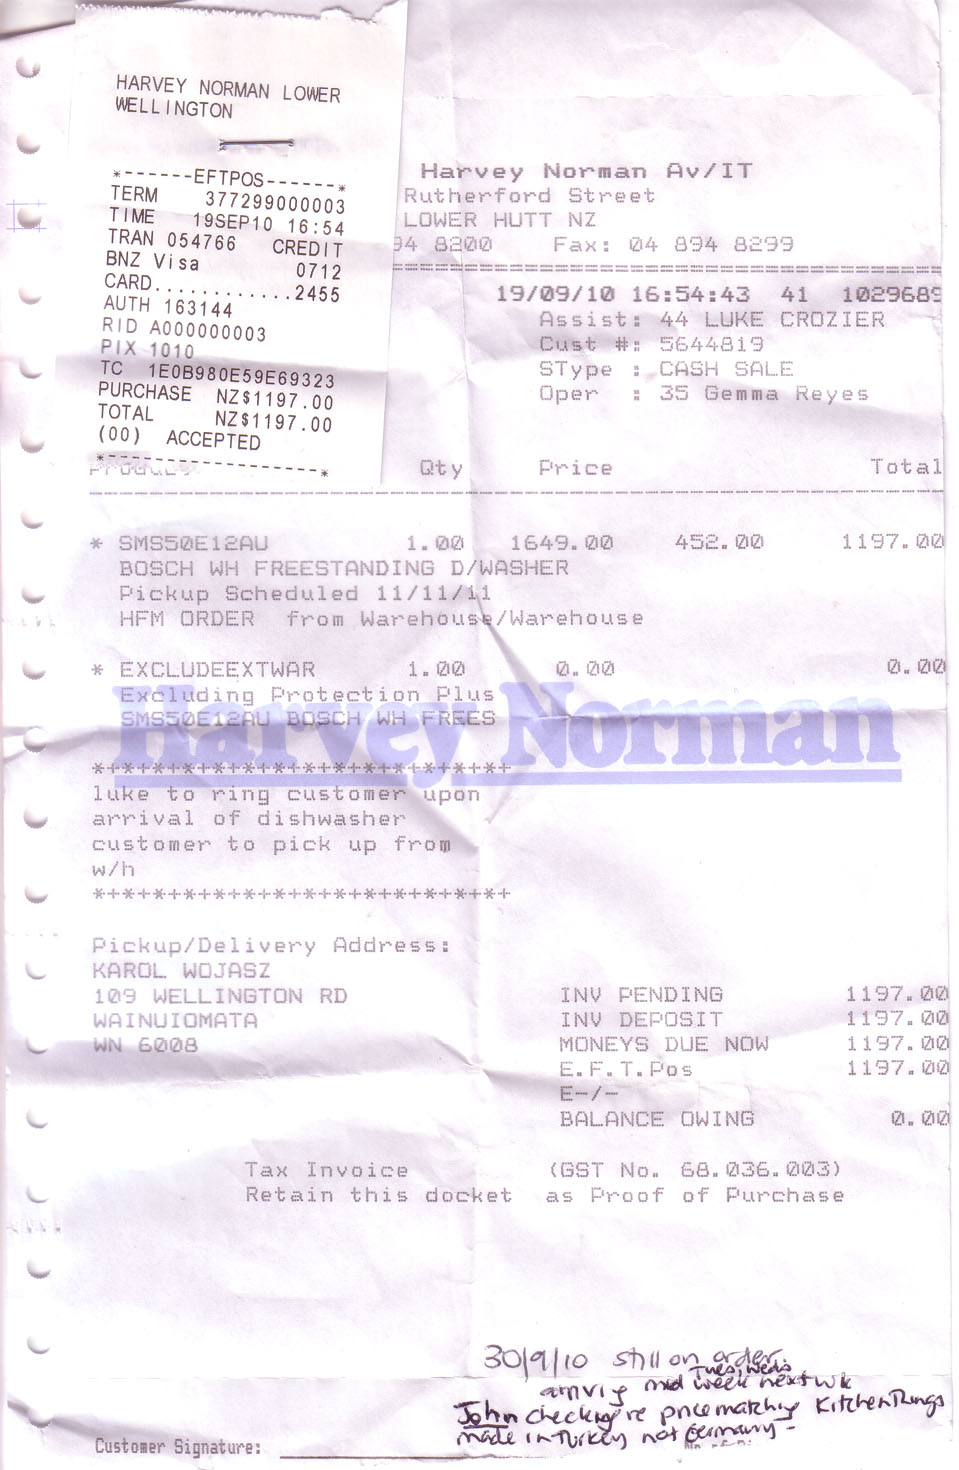 HARVEY NORMAN LOWER
WELLINGTON
*------EFTPOS------*
TERM 377299000003
TIME 19SEP10 16:54
TRAN 054766 CREDIT
BNZ Visa 0712
CARD............2455
AUTH 163144
RID A000000003
PIX 1010
TC 1E0B980E59E69323
PURCHASE NZ$1197.00
TOTAL NZ$1197.00
(00) ACCEPTED
*------------------*
Harvey Norman Av/IT
Rutherford Street
LOWER HUTT NZ
94 8200 Fax: 04 894 8299
19/09/10 16:54:43 41 1029689
Assist: 44 LUKE CROZIER
Cust #: 5644819
SType : CASH SALE
Oper : 35 Gemma Reyes
Product Qty Price Total
* SMS50E12AU 1.00 1649.00 452.00 1197.00
BOSCH WH FREESTANDING D/WASHER
Pickup Scheduled 11/11/11
HFM ORDER from Warehouse/Warehouse
* EXCLUDEEXTWAR 1.00 0.00 0.00
Excluding Protection Plus
SMS50E12AU BOSCH WH FREES
Harvey Norman
*+*+*+*+*+*+*+*+*+*+*+*+*+*+
luke to ring customer upon
arrival of dishwasher
customer to pick up from
w/h
*+*+*+*+*+*+*+*+*+*+*+*+*+*+
Pickup/Delivery Address:
KAROL WOJASZ
109 WELLINGTON RD
WAINUIOMATA
WN 6008
INV PENDING 1197.00
INV DEPOSIT 1197.00
MONEYS DUE NOW 1197.00
E.F.T.Pos 1197.00
E-/-
BALANCE OWING 0.00
Tax Invoice (GST No. 68.036.003)
Retain this docket as Proof of Purchase
30/9/10 still on order.
Tues, Weds
arrivg mid week next wk
John checking re pricematching Kitchen Things
made in Turkey not Germany -
Customer Signature: